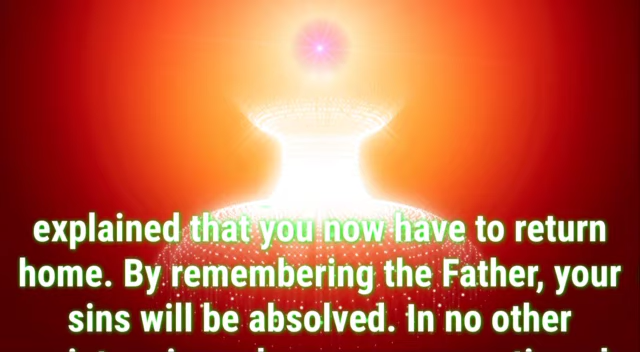 explained that you now have to return
home. By remembering the Father, your
sins will be absolved. In no other